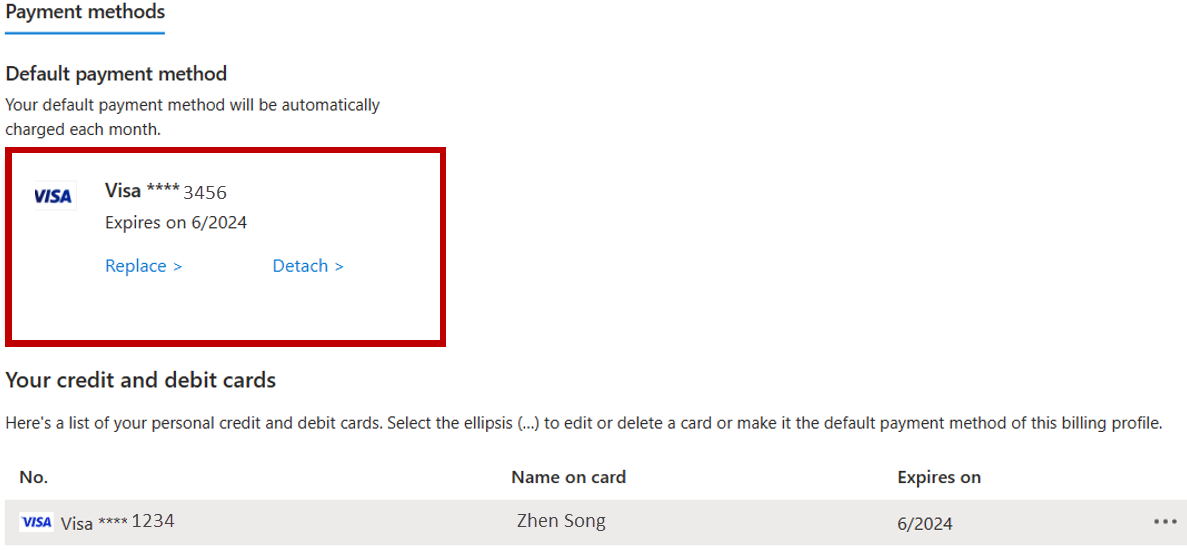 Payment methods
Default payment method
Your default payment method will be automatically
charged each month.
VISA
Visa **** 3456
Expires on 6/2024
Replace > Detach >
Your credit and debit cards
Here's a list of your personal credit and debit cards. Select the ellipsis (...) to edit or delete a card or make it the default payment method of this billing profile.
No. Name on card Expires on
VISA Visa **** 1234 Zhen Song 6/2024 ...